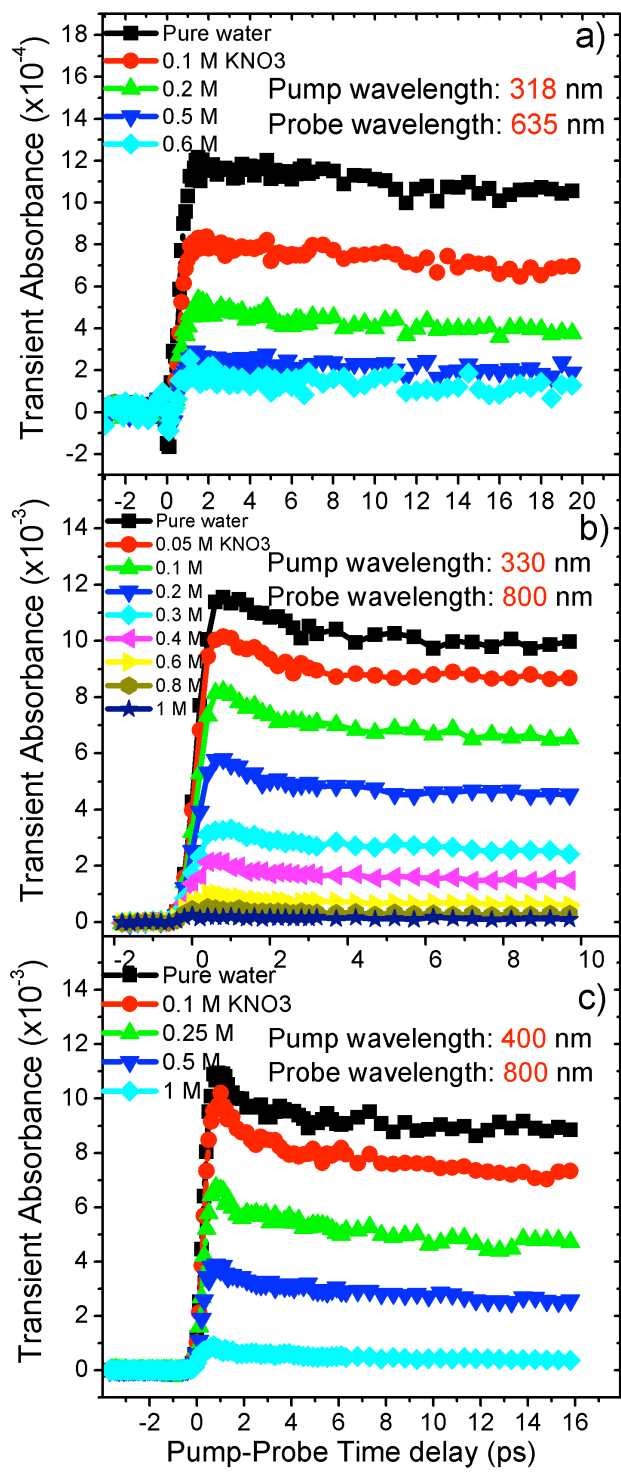 Pure water
0.1 M KNO3
0.2 M
0.5 M
0.6 M
a)
Pump wavelength: 318 nm
Probe wavelength: 635 nm
Transient Absorbance (x10-4)
18
16
14
12
10
8
6
4
2
0
-2
-2 0 2 4 6 8 10 12 14 16 18 20
Pure water
0.05 M KNO3
0.1 M
0.2 M
0.3 M
0.4 M
0.6 M
0.8 M
1 M
b)
Pump wavelength: 330 nm
Probe wavelength: 800 nm
Transient Absorbance (x10-3)
14
12
10
8
6
4
2
0
-2 0 2 4 6 8 10
Pure water
0.1 M KNO3
0.25 M
0.5 M
1 M
c)
Pump wavelength: 400 nm
Probe wavelength: 800 nm
Transient Absorbance (x10-3)
14
12
10
8
6
4
2
0
-2 0 2 4 6 8 10 12 14 16
Pump-Probe Time delay (ps)